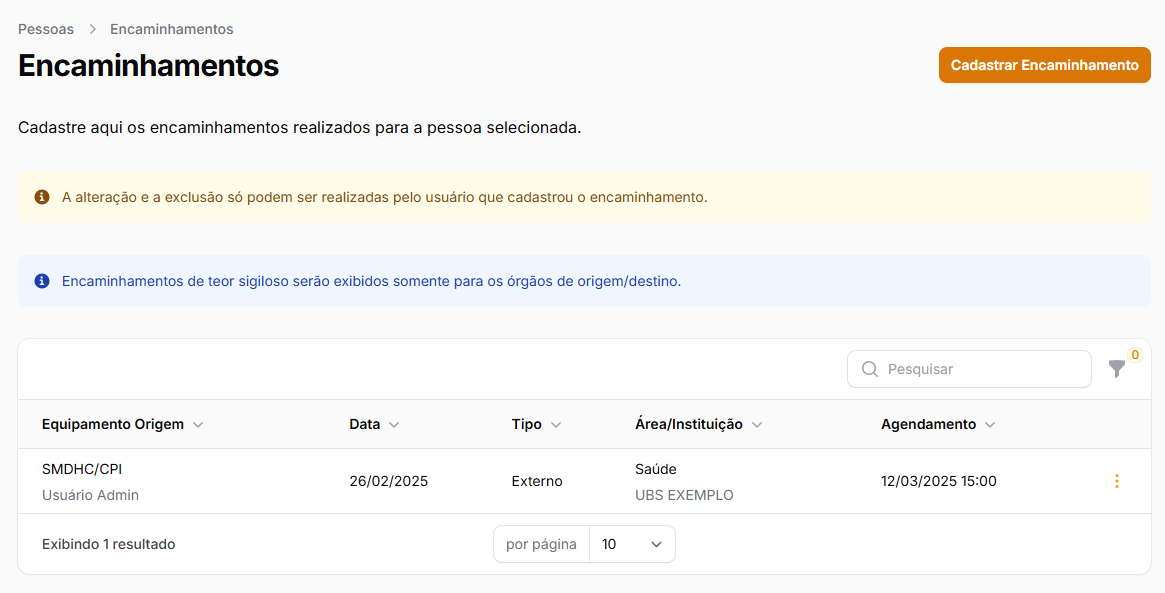 Pessoas > Encaminhamentos
Encaminhamentos
Cadastrar Encaminhamento
Cadastre aqui os encaminhamentos realizados para a pessoa selecionada.
A alteração e a exclusão só podem ser realizadas pelo usuário que cadastrou o encaminhamento.
Encaminhamentos de teor sigiloso serão exibidos somente para os órgãos de origem/destino.
Pesquisar
0
Equipamento Origem Data Tipo Área/Instituição Agendamento
SMDHC/CPI 26/02/2025 Externo Saúde 12/03/2025 15:00
Usuário Admin UBS EXEMPLO
Exibindo 1 resultado por página 10